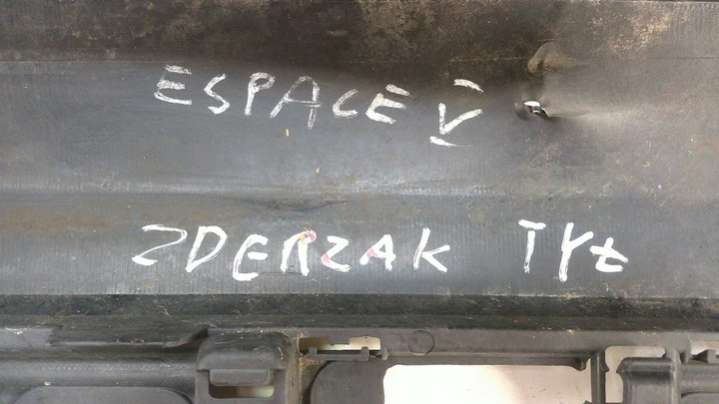 ESPACE V
ZDERZAK TYŁ